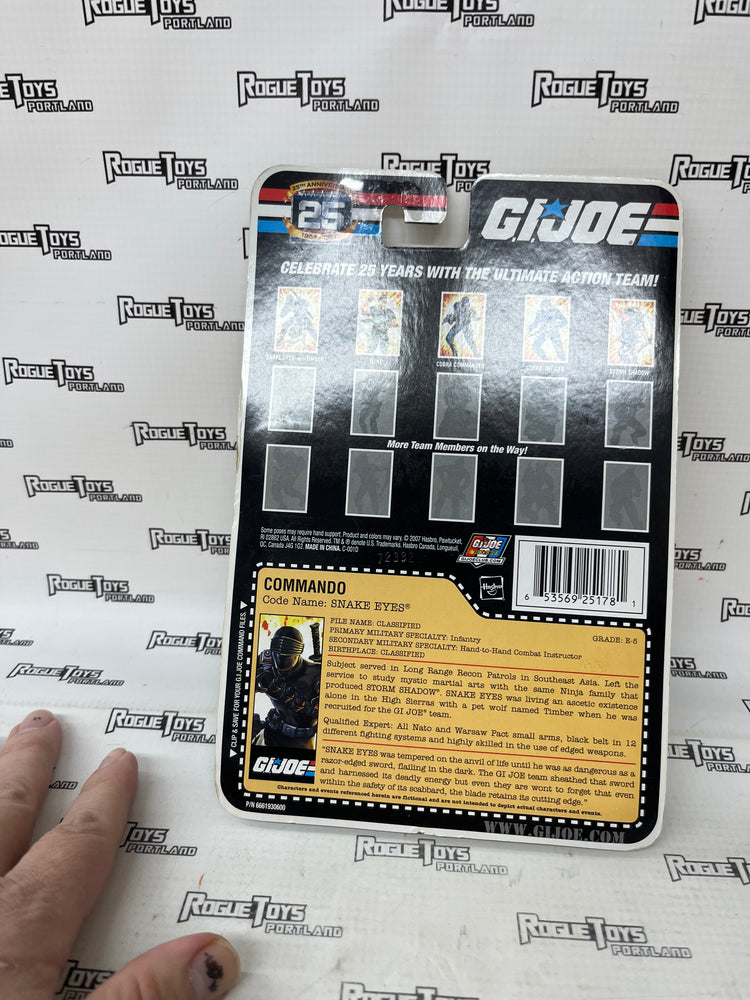 25TH ANNIVERSARY
25
G.I.JOE
CELEBRATE 25 YEARS WITH THE ULTIMATE ACTION TEAM!
COBRA COMMANDER
STORM SHADOW
More Team Members on the Way!
Some poses may require hand support. Product and colors may vary. © 2007 Hasbro, Pawtucket,
RI 02862 USA. All Rights Reserved. TM & ® denote U.S. Trademarks. Hasbro Canada, Longueuil,
QC, Canada J4G 1G2. MADE IN CHINA. C-001D
G.I.JOE
GIJOECLUB.COM
Hasbro
6 53569 25178 1
CLIP & SAVE FOR YOUR G.I.JOE COMMAND FILES.
COMMANDO
Code Name: SNAKE EYES®
FILE NAME: CLASSIFIED
PRIMARY MILITARY SPECIALTY: Infantry
GRADE: E-5
SECONDARY MILITARY SPECIALTY: Hand-to-Hand Combat Instructor
BIRTHPLACE: CLASSIFIED
Subject served in Long Range Recon Patrols in Southeast Asia. Left the
service to study mystic martial arts with the same Ninja family that
produced STORM SHADOW®. SNAKE EYES was living an ascetic existence
alone in the High Sierras with a pet wolf named Timber when he was
recruited for the GI JOE® team.
Qualified Expert: All Nato and Warsaw Pact small arms, black belt in 12
different fighting systems and highly skilled in the use of edged weapons.
"SNAKE EYES was tempered on the anvil of life until he was as dangerous as a
razor-edged sword, flailing in the dark. The GI JOE team sheathed that sword
and harnessed its deadly energy but even they are wont to forget that even
within the safety of its scabbard, the blade retains its cutting edge."
Characters and events referenced herein are fictional and are not intended to depict actual characters and events.
G.I.JOE
P/N 6661930600
WWW.GIJOE.COM
ROGUE TOYS
PORTLAND